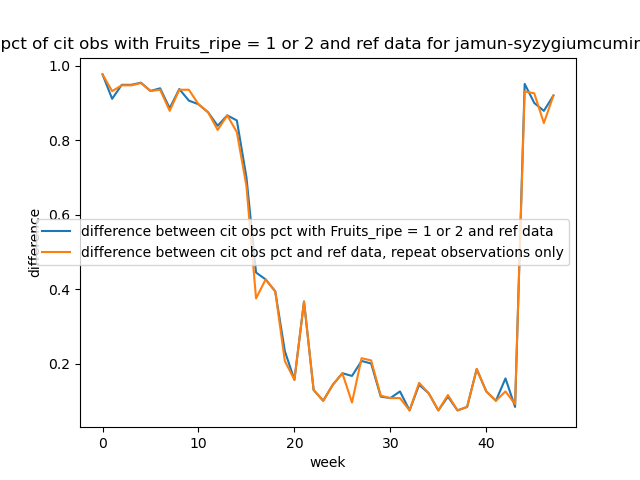 pct of cit obs with Fruits_ripe = 1 or 2 and ref data for jamun-syzygiumcumin
1.0
0.8
0.6
0.4
0.2
difference
difference between cit obs pct with Fruits_ripe = 1 or 2 and ref data
difference between cit obs pct and ref data, repeat observations only
0
10
20
30
40
week